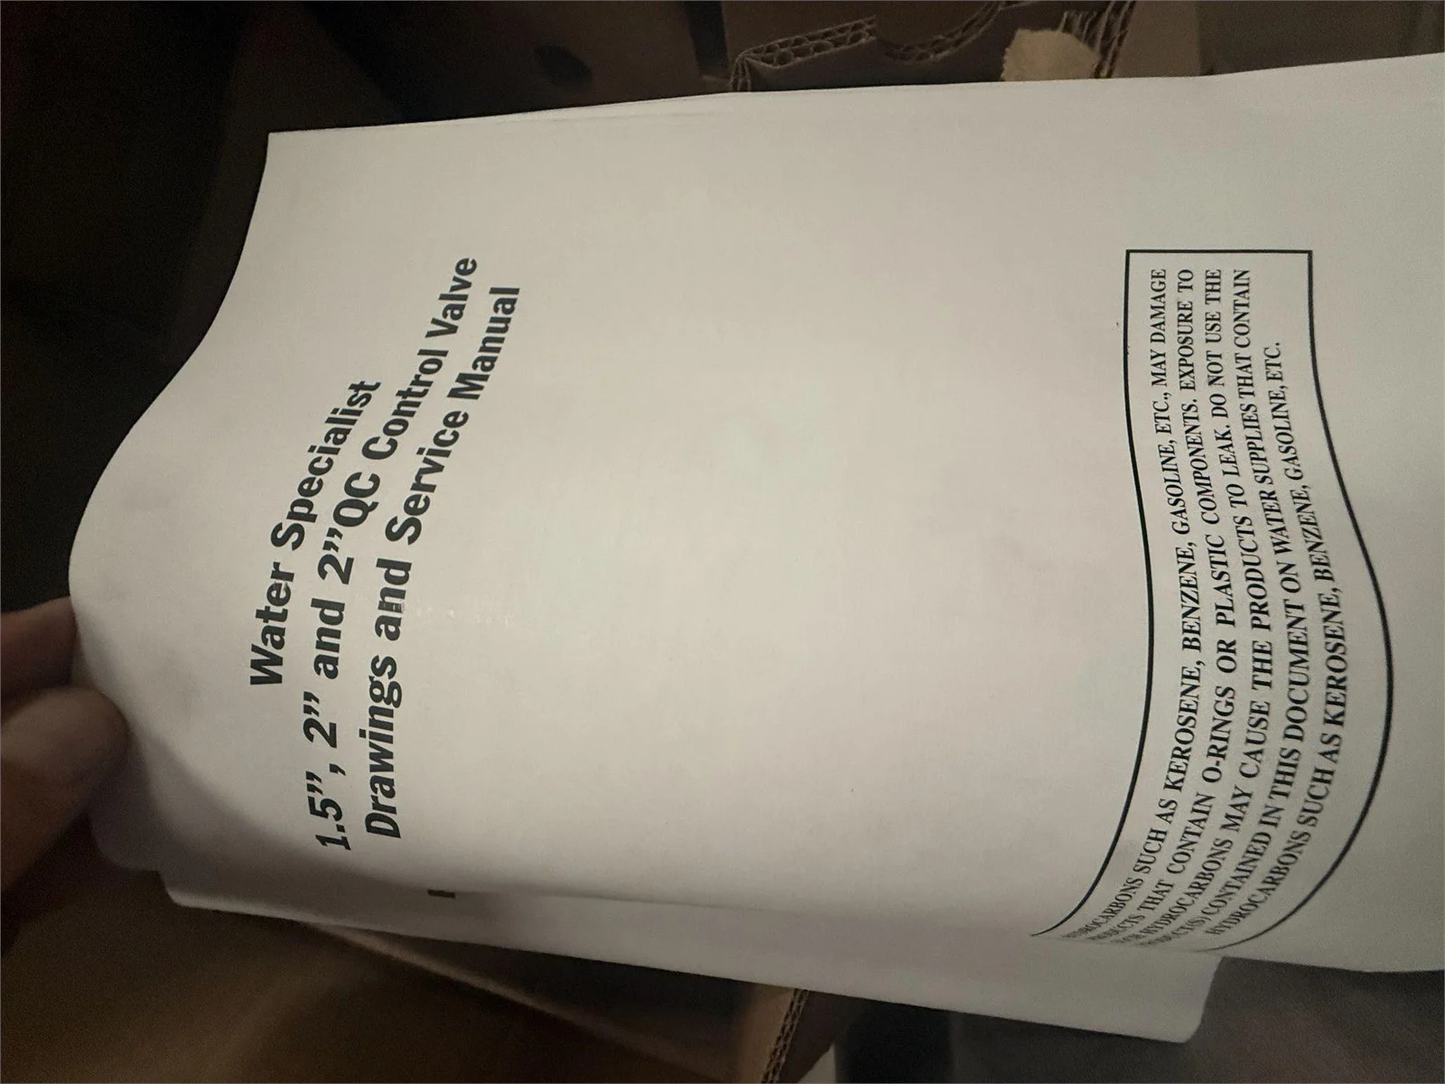 Water Specialist
1.5”, 2” and 2”QC Control Valve
Drawings and Service Manual
HYDROCARBONS SUCH AS KEROSENE, BENZENE, GASOLINE, ETC., MAY DAMAGE
PRODUCTS THAT CONTAIN O-RINGS OR PLASTIC COMPONENTS. EXPOSURE TO
SUCH HYDROCARBONS MAY CAUSE THE PRODUCTS TO LEAK. DO NOT USE THE
PRODUCT(S) CONTAINED IN THIS DOCUMENT ON WATER SUPPLIES THAT CONTAIN
HYDROCARBONS SUCH AS KEROSENE, BENZENE, GASOLINE, ETC.